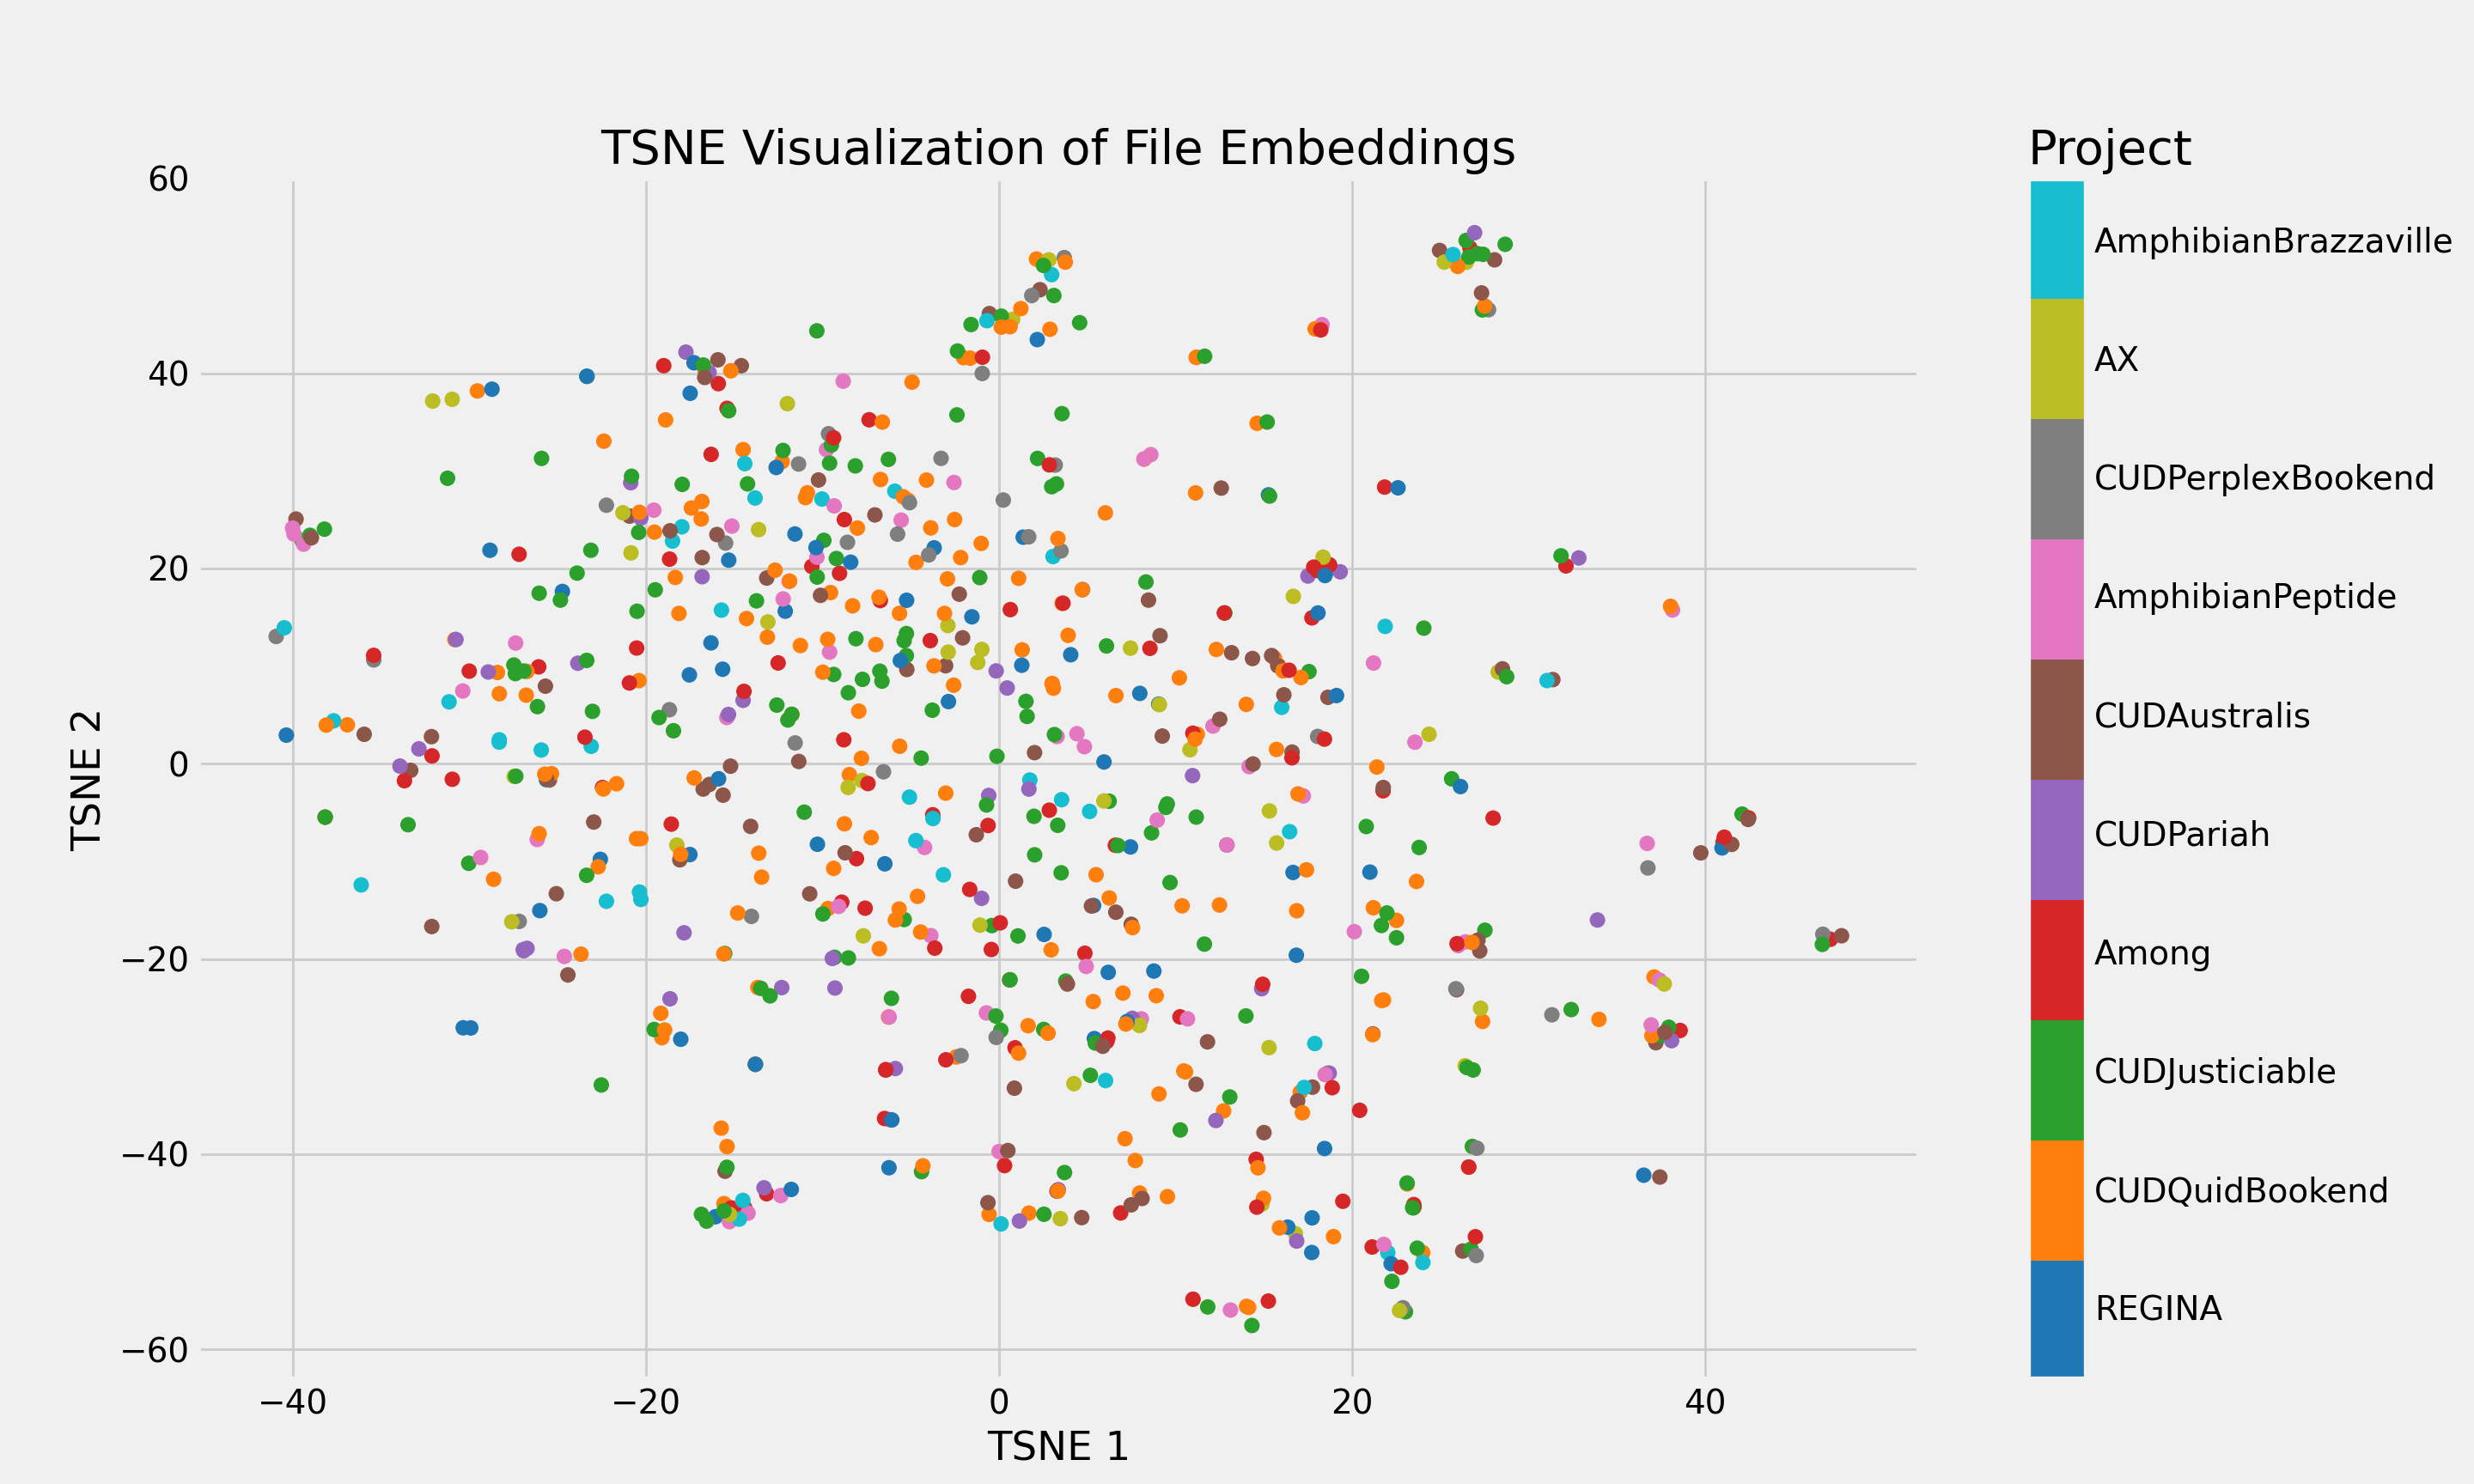 TSNE Visualization of File Embeddings
Project
60
40
20
0
−20
−40
−60
TSNE 2
−40
−20
0
20
40
TSNE 1
AmphibianBrazzaville
AX
CUDPerplexBookend
AmphibianPeptide
CUDAustralis
CUDPariah
Among
CUDJusticiable
CUDQuidBookend
REGINA